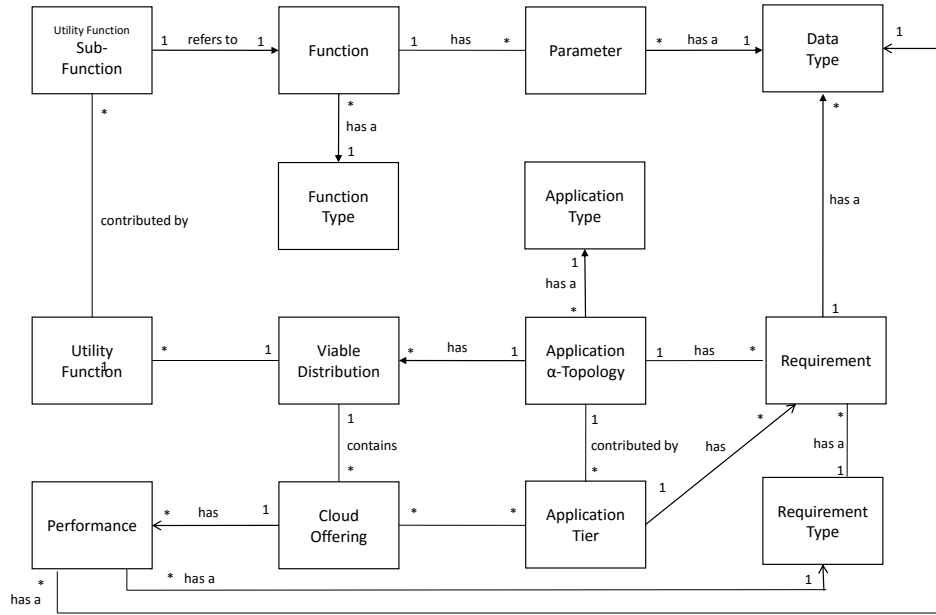 Utility Function
Sub-
Function
1 refers to 1
Function
1 has *
Parameter
* has a 1
Data
Type
1
*
*
has a
1
*
Function
Type
Application
Type
contributed by
has a
1
has a
*
1
Utility
Function
1
* 1
Viable
Distribution
* has 1
Application
α-Topology
1 has *
Requirement
1
contains
*
1
contributed by
*
*
has
1
*
has a
1
Performance
* has 1
Cloud
Offering
* *
Application
Tier
Requirement
Type
*
has a
* has a
1